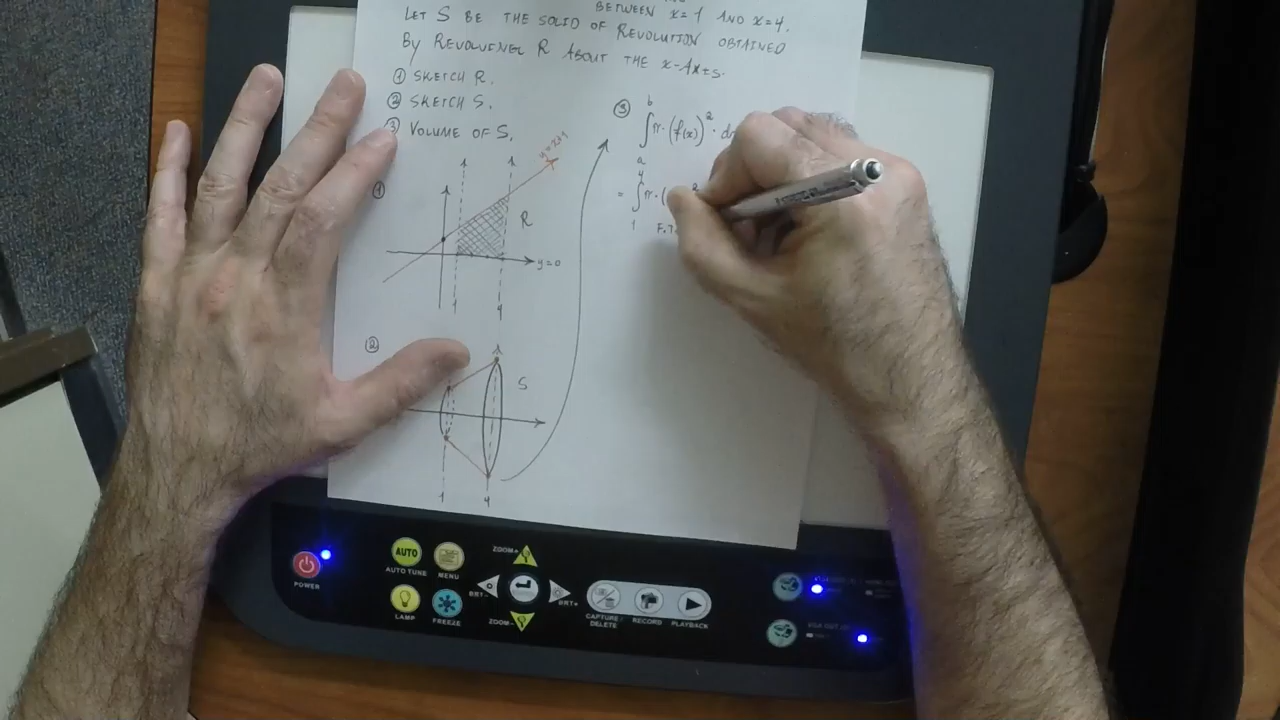 BETWEEN x=1 AND x=4.
LET S BE THE SOLID OF REVOLUTION OBTAINED
BY REVOLVING R ABOUT THE x-AXIS.
① SKETCH R.
② SKETCH S.
③ VOLUME OF S.
①
R
y=0
1 4
②
S
1 4
③
b
∫π·(f(x))²·
a
4
= ∫π·( 2
1
AUTO
POWER
AUTO TUNE
MENU
LAMP
FREEZE
ZOOM+
BRT-
BRT+
ZOOM-
CAPTURE/
DELETE
RECORD
PLAYBACK